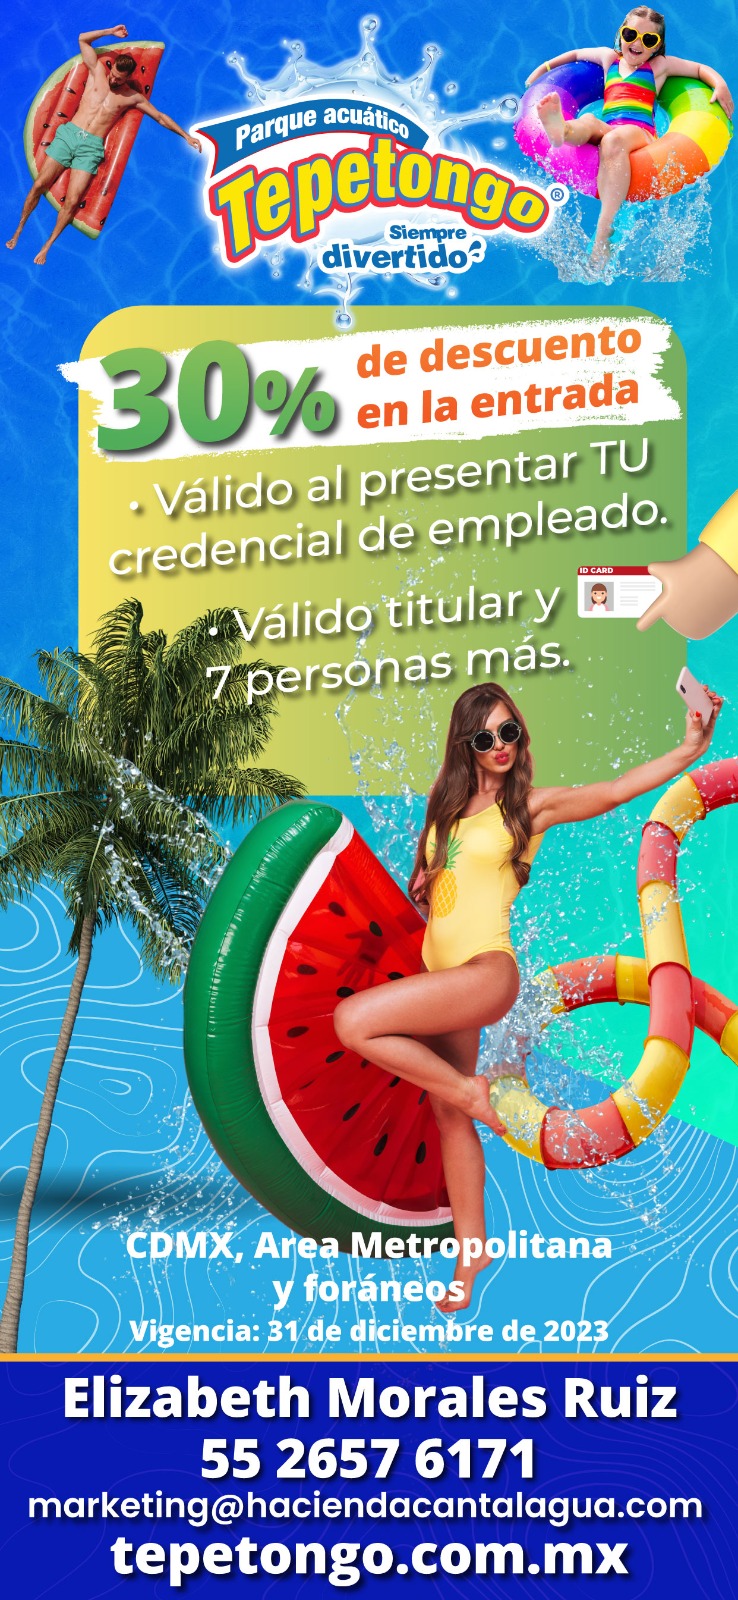 Parque acuático
Tepetongo®
Siempre
divertido
30% de descuento
en la entrada
• Válido al presentar TU
credencial de empleado.
ID CARD
• Válido titular y
7 personas más.
CDMX, Area Metropolitana
y foráneos
Vigencia: 31 de diciembre de 2023
Elizabeth Morales Ruiz
55 2657 6171
marketing@haciendacantalagua.com
tepetongo.com.mx